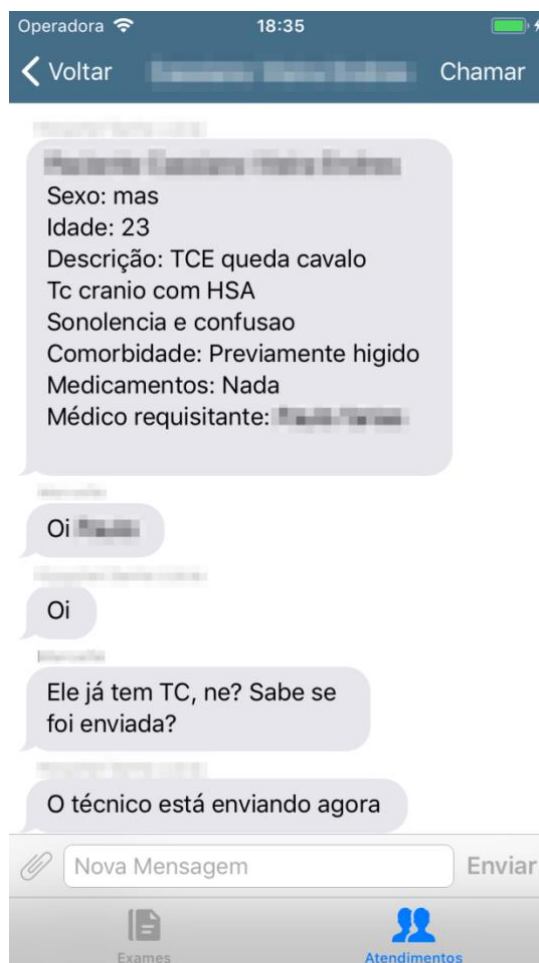 Operadora
18:35
Voltar
Chamar
Sexo: mas
Idade: 23
Descrição: TCE queda cavalo
Tc cranio com HSA
Sonolencia e confusao
Comorbidade: Previamente higido
Medicamentos: Nada
Médico requisitante:
Oi
Oi
Ele já tem TC, ne? Sabe se
foi enviada?
O técnico está enviando agora
Nova Mensagem
Enviar
Exames
Atendimentos